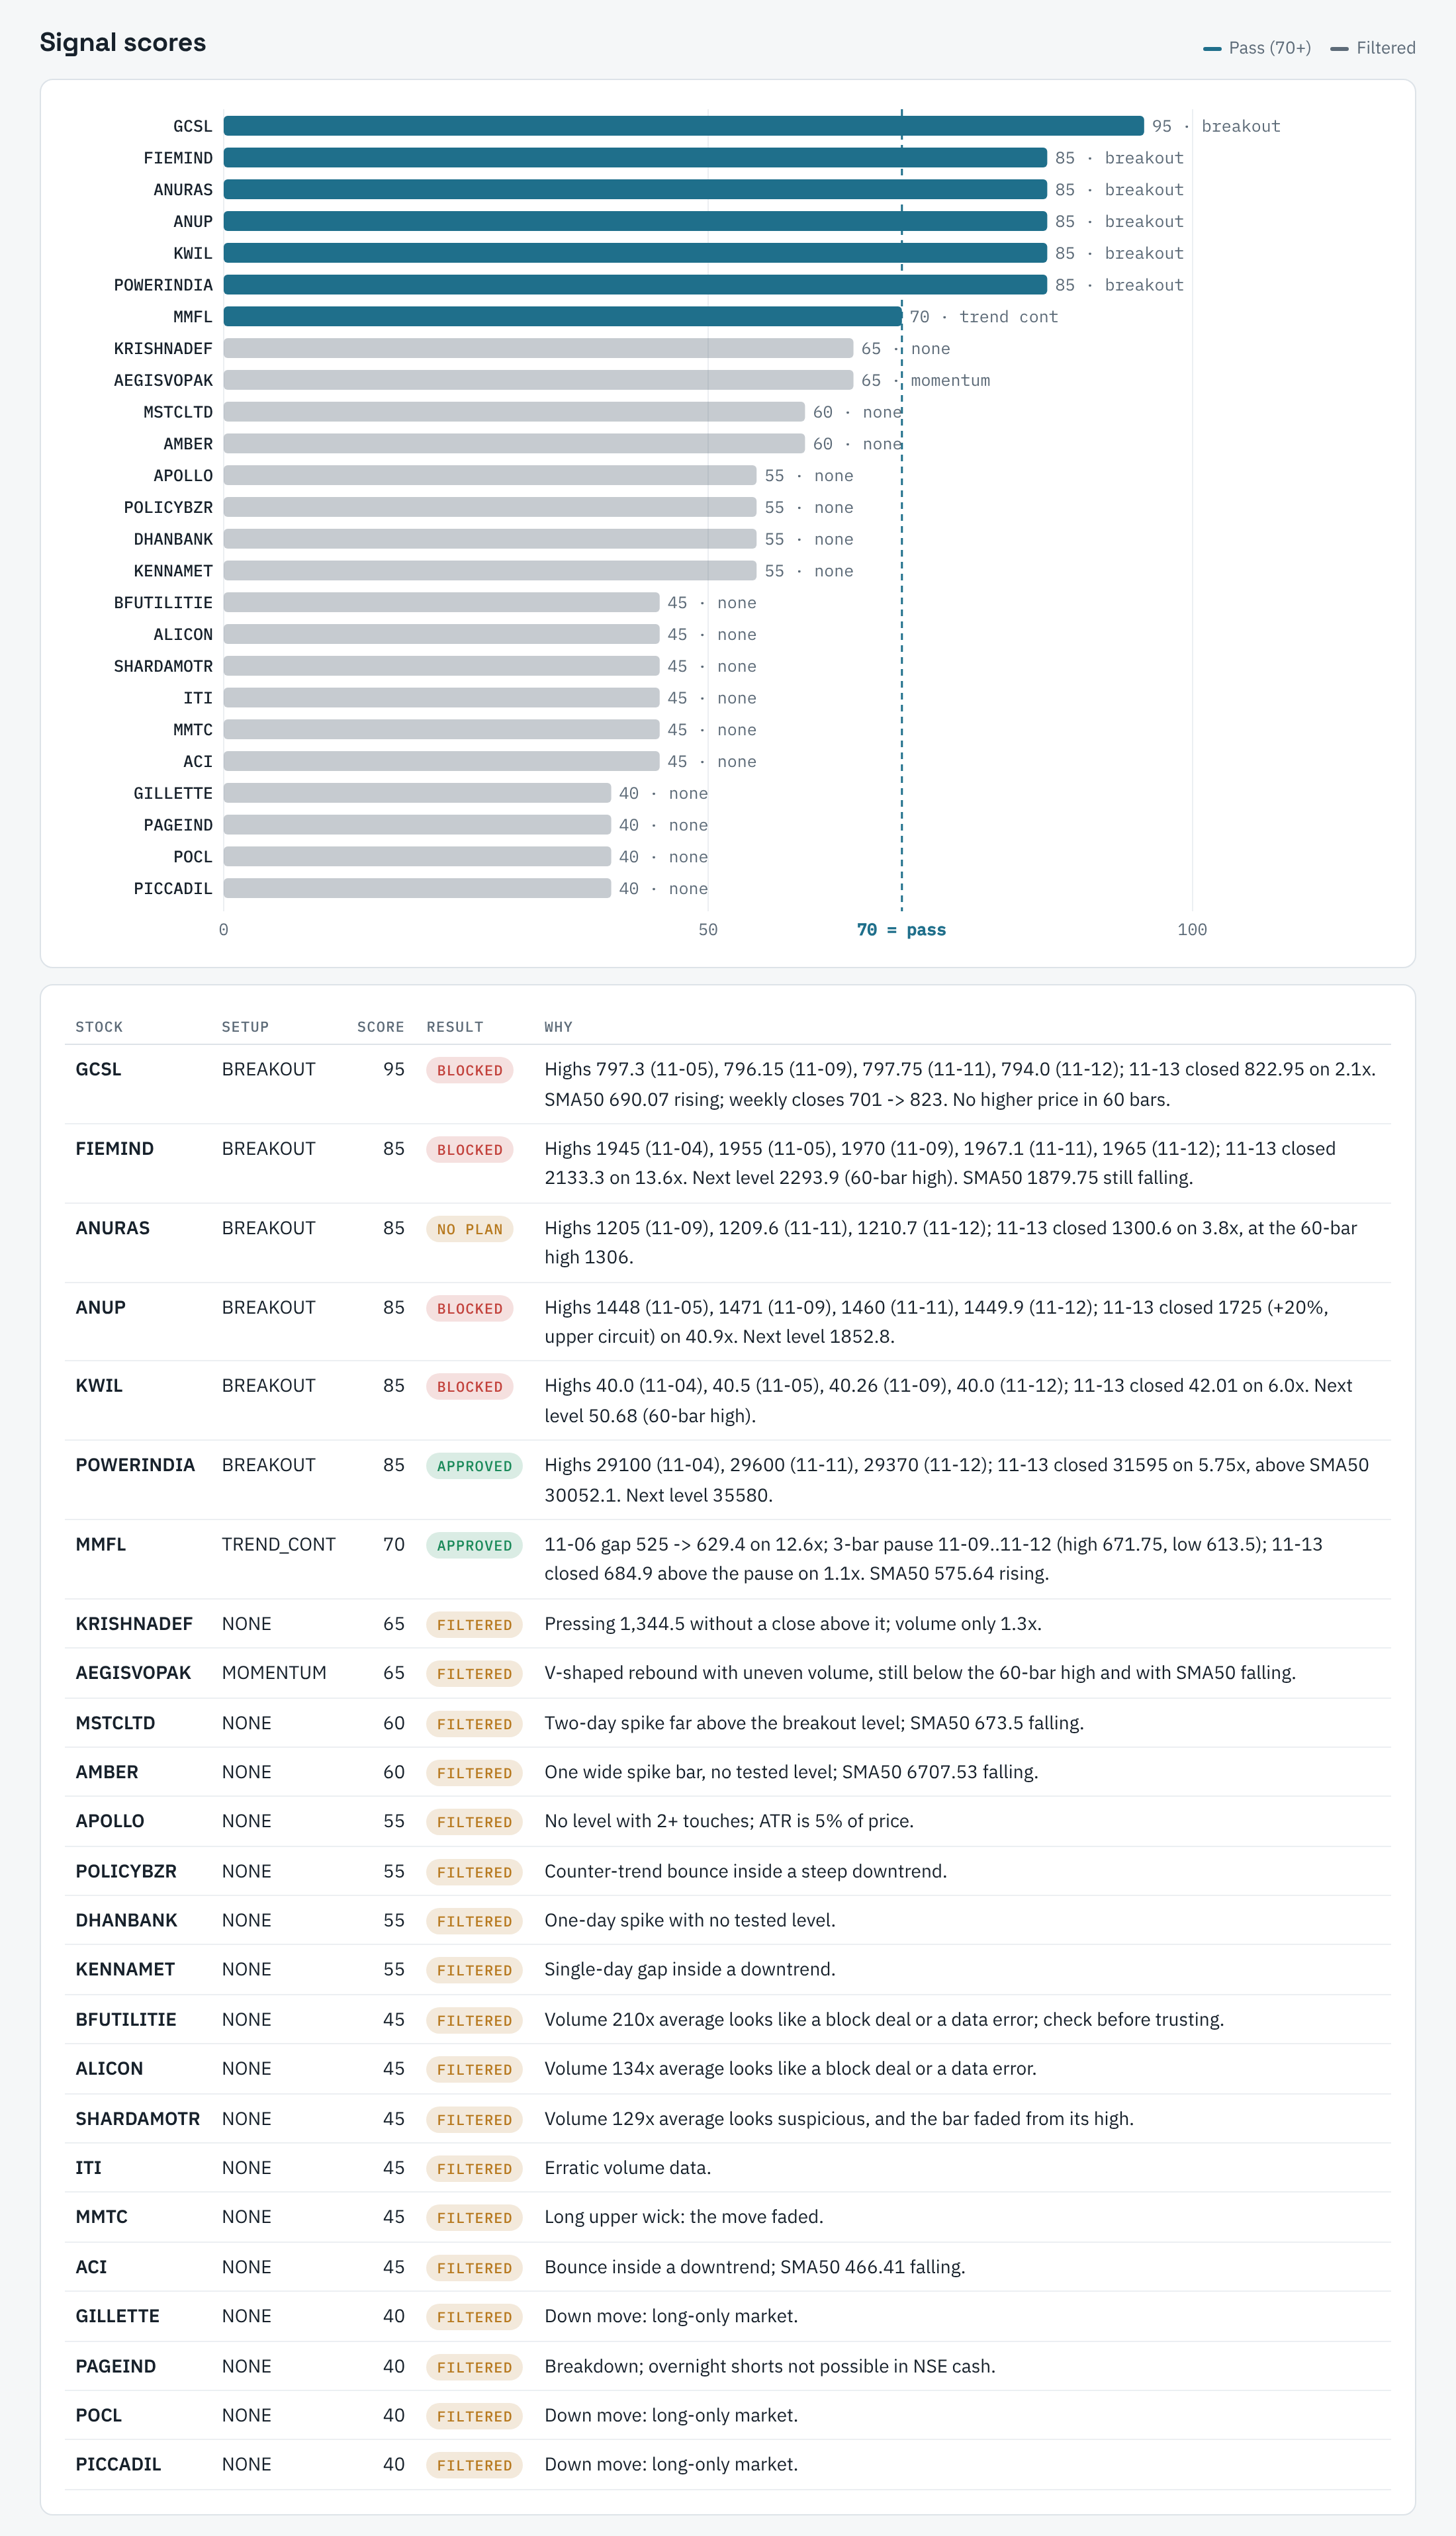 Signal scores
Pass (70+) Filtered
GCSL 95 · breakout
FIEMIND 85 · breakout
ANURAS 85 · breakout
ANUP 85 · breakout
KWIL 85 · breakout
POWERINDIA 85 · breakout
MMFL 70 · trend cont
KRISHNADEF 65 · none
AEGISVOPAK 65 · momentum
MSTCLTD 60 · none
AMBER 60 · none
APOLLO 55 · none
POLICYBZR 55 · none
DHANBANK 55 · none
KENNAMET 55 · none
BFUTILITIE 45 · none
ALICON 45 · none
SHARDAMOTR 45 · none
ITI 45 · none
MMTC 45 · none
ACI 45 · none
GILLETTE 40 · none
PAGEIND 40 · none
POCL 40 · none
PICCADIL 40 · none
0 50 70 = pass 100
STOCK SETUP SCORE RESULT WHY
GCSL BREAKOUT 95 BLOCKED Highs 797.3 (11-05), 796.15 (11-09), 797.75 (11-11), 794.0 (11-12); 11-13 closed 822.95 on 2.1x.
SMA50 690.07 rising; weekly closes 701 -> 823. No higher price in 60 bars.
FIEMIND BREAKOUT 85 BLOCKED Highs 1945 (11-04), 1955 (11-05), 1970 (11-09), 1967.1 (11-11), 1965 (11-12); 11-13 closed
2133.3 on 13.6x. Next level 2293.9 (60-bar high). SMA50 1879.75 still falling.
ANURAS BREAKOUT 85 NO PLAN Highs 1205 (11-09), 1209.6 (11-11), 1210.7 (11-12); 11-13 closed 1300.6 on 3.8x, at the 60-bar
high 1306.
ANUP BREAKOUT 85 BLOCKED Highs 1448 (11-05), 1471 (11-09), 1460 (11-11), 1449.9 (11-12); 11-13 closed 1725 (+20%,
upper circuit) on 40.9x. Next level 1852.8.
KWIL BREAKOUT 85 BLOCKED Highs 40.0 (11-04), 40.5 (11-05), 40.26 (11-09), 40.0 (11-12); 11-13 closed 42.01 on 6.0x. Next
level 50.68 (60-bar high).
POWERINDIA BREAKOUT 85 APPROVED Highs 29100 (11-04), 29600 (11-11), 29370 (11-12); 11-13 closed 31595 on 5.75x, above SMA50
30052.1. Next level 35580.
MMFL TREND_CONT 70 APPROVED 11-06 gap 525 -> 629.4 on 12.6x; 3-bar pause 11-09..11-12 (high 671.75, low 613.5); 11-13
closed 684.9 above the pause on 1.1x. SMA50 575.64 rising.
KRISHNADEF NONE 65 FILTERED Pressing 1,344.5 without a close above it; volume only 1.3x.
AEGISVOPAK MOMENTUM 65 FILTERED V-shaped rebound with uneven volume, still below the 60-bar high and with SMA50 falling.
MSTCLTD NONE 60 FILTERED Two-day spike far above the breakout level; SMA50 673.5 falling.
AMBER NONE 60 FILTERED One wide spike bar, no tested level; SMA50 6707.53 falling.
APOLLO NONE 55 FILTERED No level with 2+ touches; ATR is 5% of price.
POLICYBZR NONE 55 FILTERED Counter-trend bounce inside a steep downtrend.
DHANBANK NONE 55 FILTERED One-day spike with no tested level.
KENNAMET NONE 55 FILTERED Single-day gap inside a downtrend.
BFUTILITIE NONE 45 FILTERED Volume 210x average looks like a block deal or a data error; check before trusting.
ALICON NONE 45 FILTERED Volume 134x average looks like a block deal or a data error.
SHARDAMOTR NONE 45 FILTERED Volume 129x average looks suspicious, and the bar faded from its high.
ITI NONE 45 FILTERED Erratic volume data.
MMTC NONE 45 FILTERED Long upper wick: the move faded.
ACI NONE 45 FILTERED Bounce inside a downtrend; SMA50 466.41 falling.
GILLETTE NONE 40 FILTERED Down move: long-only market.
PAGEIND NONE 40 FILTERED Breakdown; overnight shorts not possible in NSE cash.
POCL NONE 40 FILTERED Down move: long-only market.
PICCADIL NONE 40 FILTERED Down move: long-only market.